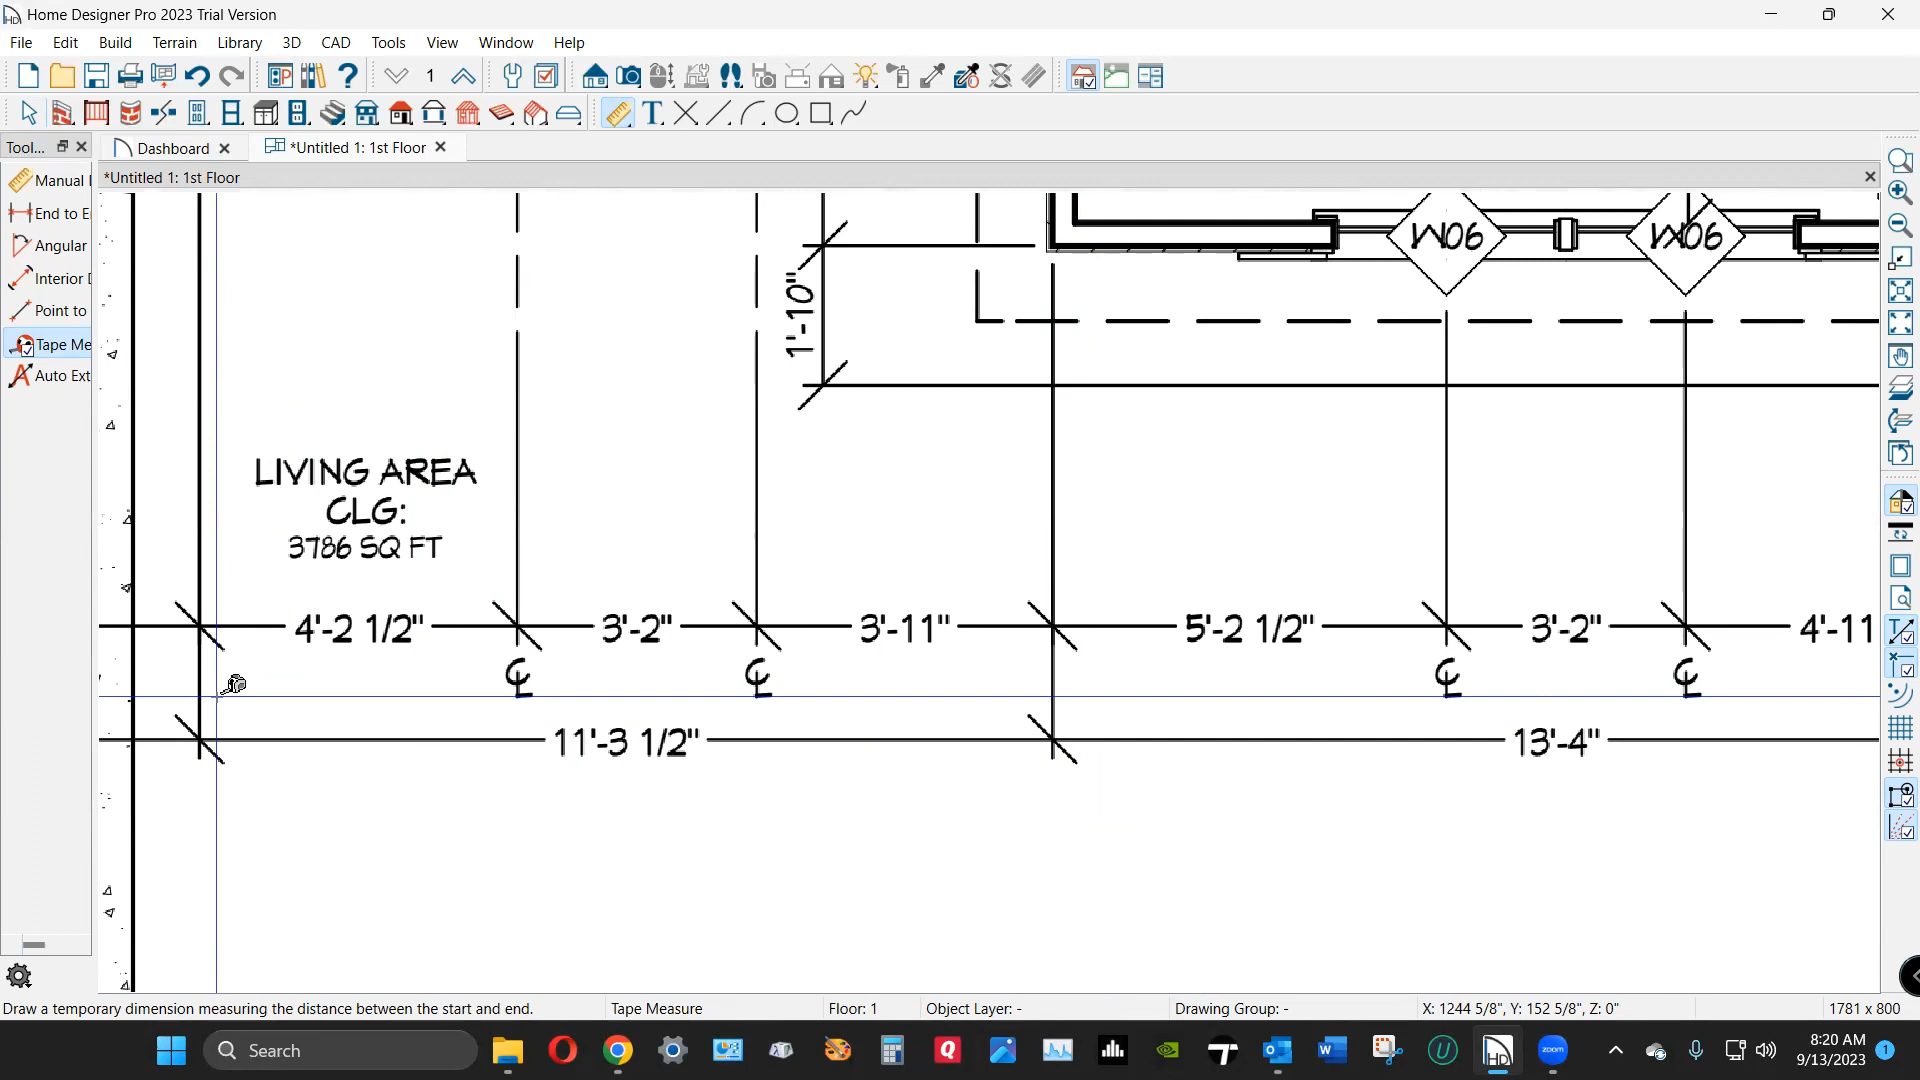 Home Designer Pro 2023 Trial Version
File Edit Build Terrain Library 3D CAD Tools View Window Help
1
Tool... Dashboard *Untitled 1: 1st Floor
*Untitled 1: 1st Floor
Manual
End to E
Angular
Interior
Point to
Tape Me
Auto Ext
W06 W06
1'-10"
LIVING AREA
CLG:
3786 SQ FT
4'-2 1/2" 3'-2" 3'-11" 5'-2 1/2" 3'-2" 4'-11
℄ ℄ ℄ ℄
11'-3 1/2" 13'-4"
Draw a temporary dimension measuring the distance between the start and end. Tape Measure Floor: 1 Object Layer: - Drawing Group: - X: 1244 5/8", Y: 152 5/8", Z: 0" 1781 x 800
Search zoom 8:20 AM
9/13/2023 1